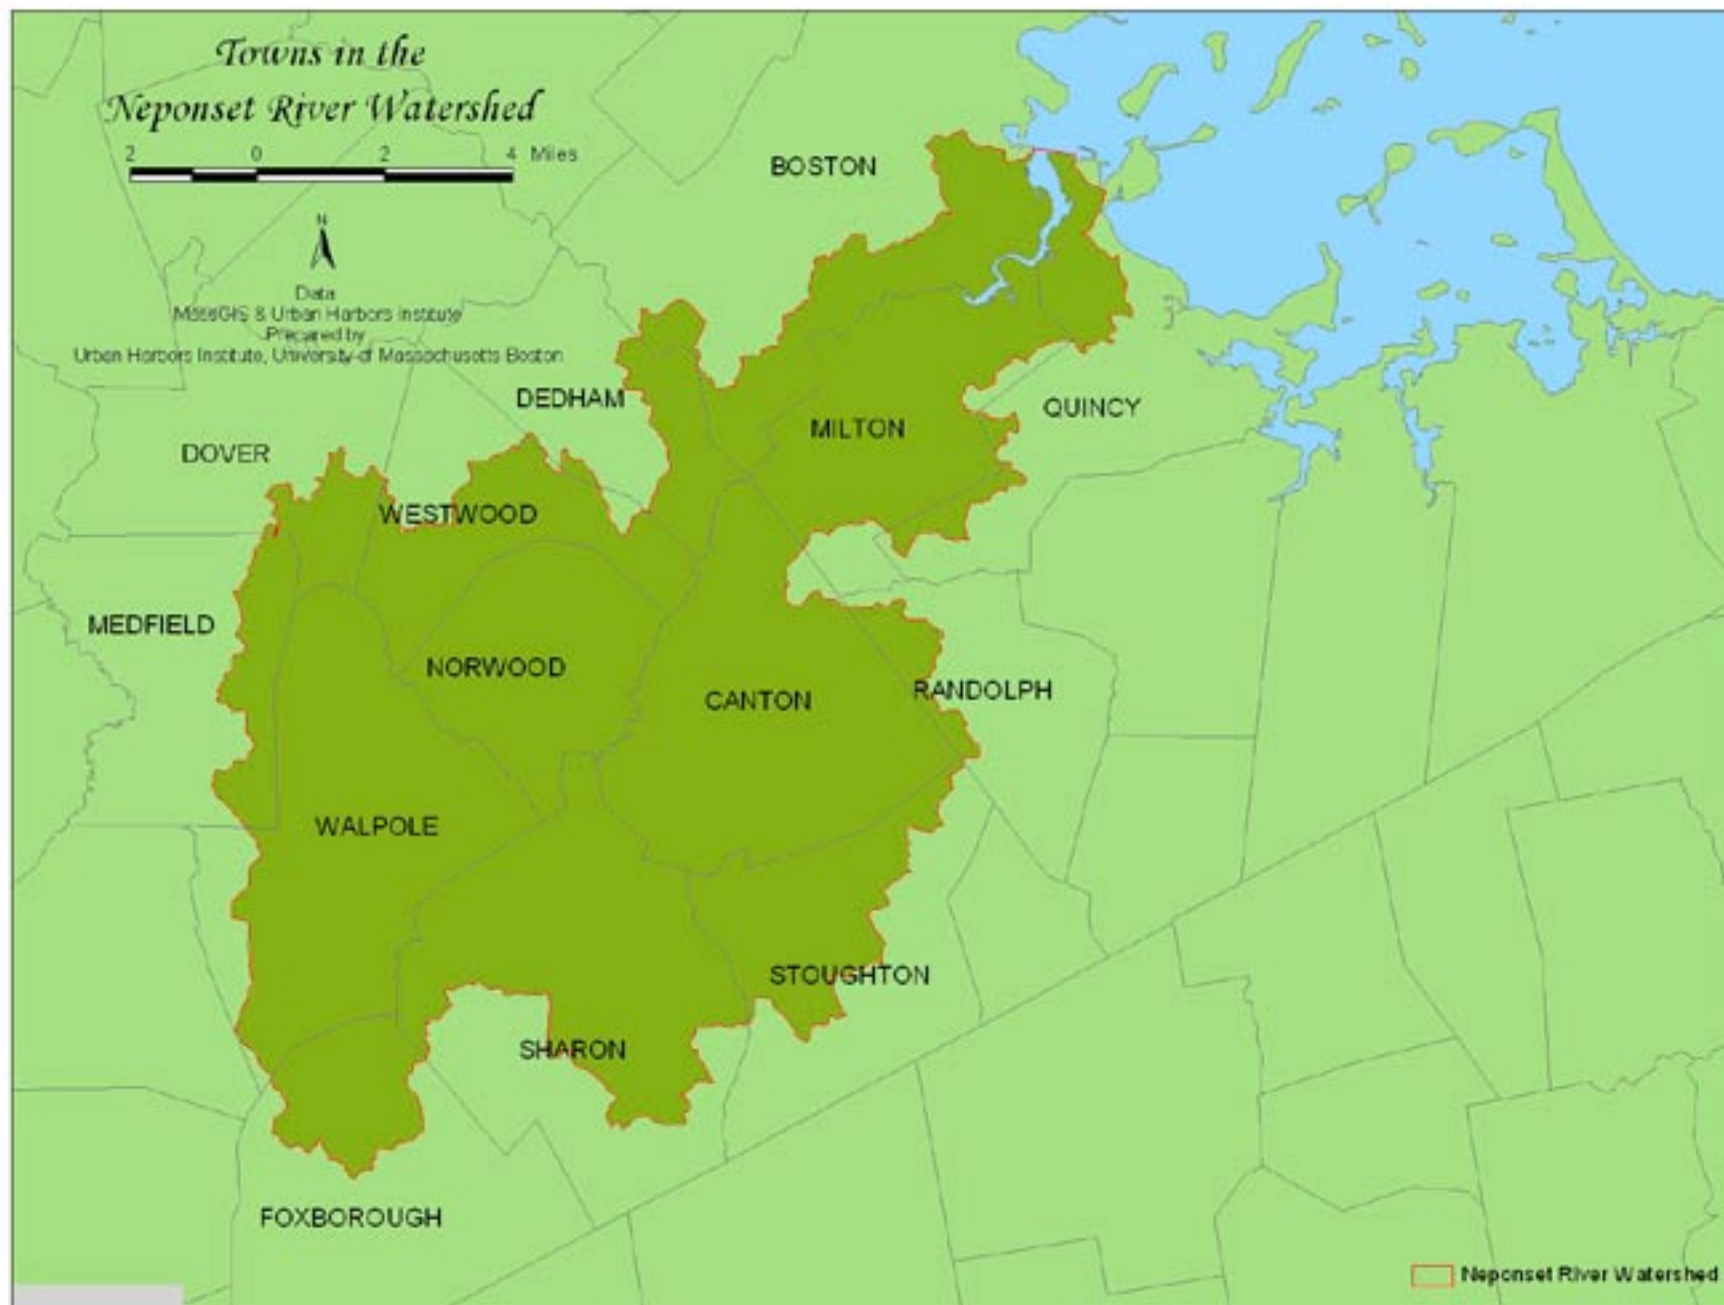 Towns in the
Neponset River Watershed
2 0 2 4 Miles
N
Data
MassGIS & Urban Harbors Institute
Prepared by
Urban Harbors Institute, University of Massachusetts Boston
BOSTON
DEDHAM
QUINCY
MILTON
DOVER
WESTWOOD
MEDFIELD
NORWOOD
RANDOLPH
CANTON
WALPOLE
STOUGHTON
SHARON
FOXBOROUGH
Neponset River Watershed